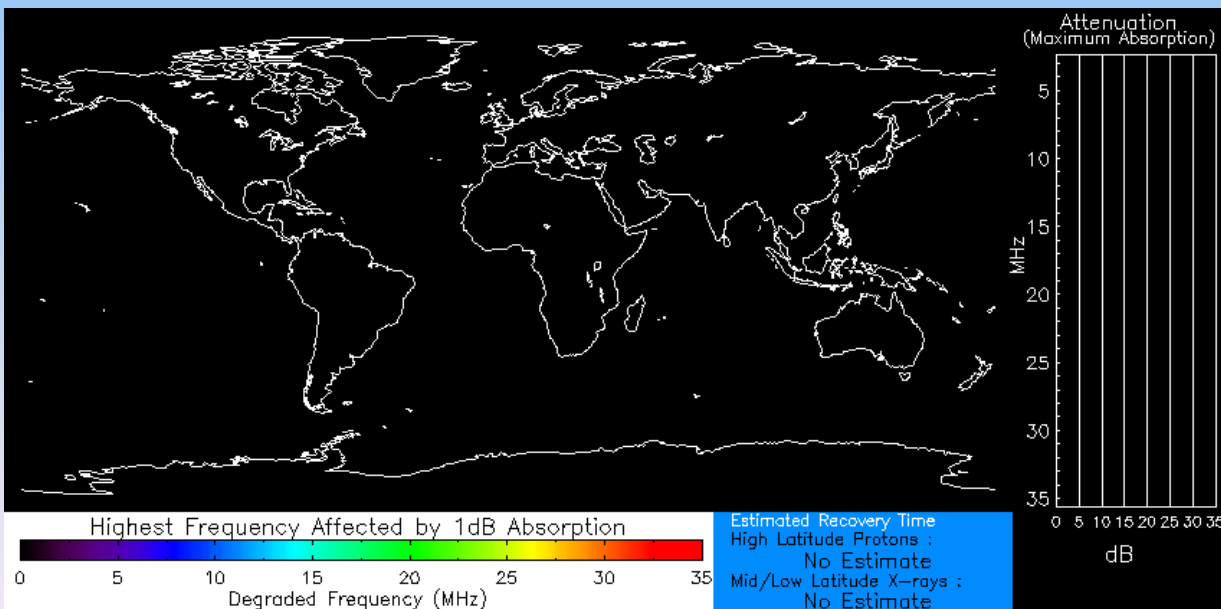 Attenuation
(Maximum Absorption)
5
10
15
20
25
30
35
MHz
0 5 10 15 20 25 30 35
dB
Highest Frequency Affected by 1dB Absorption
0 5 10 15 20 25 30 35
Degraded Frequency (MHz)
Estimated Recovery Time
High Latitude Protons :
No Estimate
Mid/Low Latitude X-rays :
No Estimate